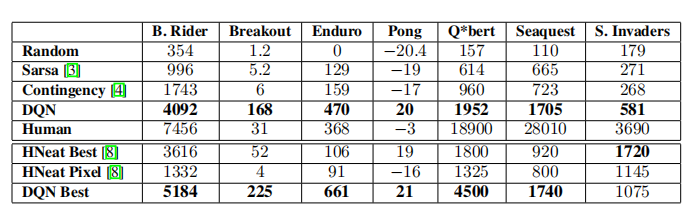 B. Rider Breakout Enduro Pong Q*bert Seaquest S. Invaders
Random 354 1.2 0 −20.4 157 110 179
Sarsa [3] 996 5.2 129 −19 614 665 271
Contingency [4] 1743 6 159 −17 960 723 268
DQN 4092 168 470 20 1952 1705 581
Human 7456 31 368 −3 18900 28010 3690
HNeat Best [8] 3616 52 106 19 1800 920 1720
HNeat Pixel [8] 1332 4 91 −16 1325 800 1145
DQN Best 5184 225 661 21 4500 1740 1075